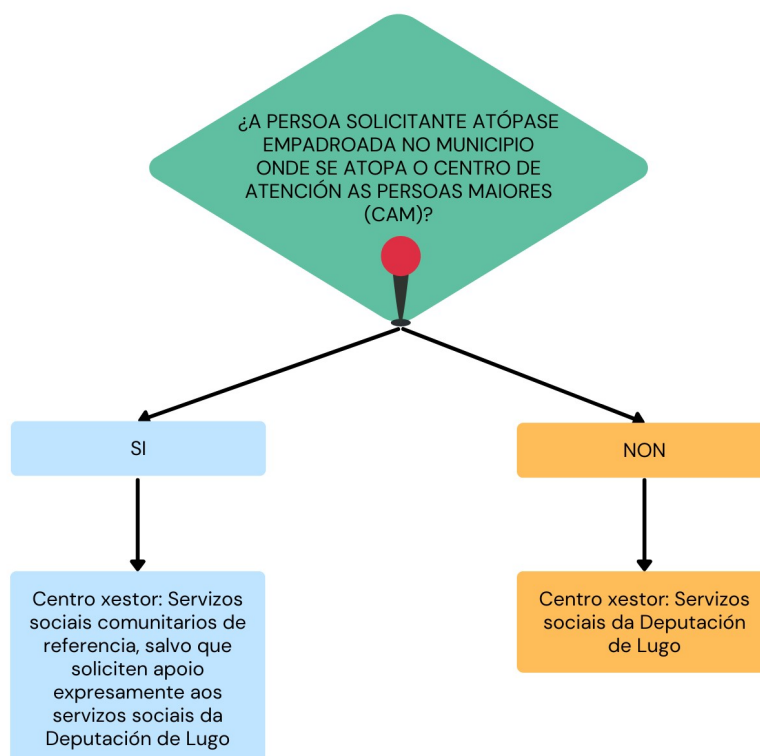 ¿A PERSOA SOLICITANTE ATÓPASE
EMPADROADA NO MUNICIPIO
ONDE SE ATOPA O CENTRO DE
ATENCIÓN AS PERSOAS MAIORES
(CAM)?
SI
NON
Centro xestor: Servizos
sociais comunitarios de
referencia, salvo que
soliciten apoio
expresamente aos
servizos sociais da
Deputación de Lugo
Centro xestor: Servizos
sociais da Deputación
de Lugo